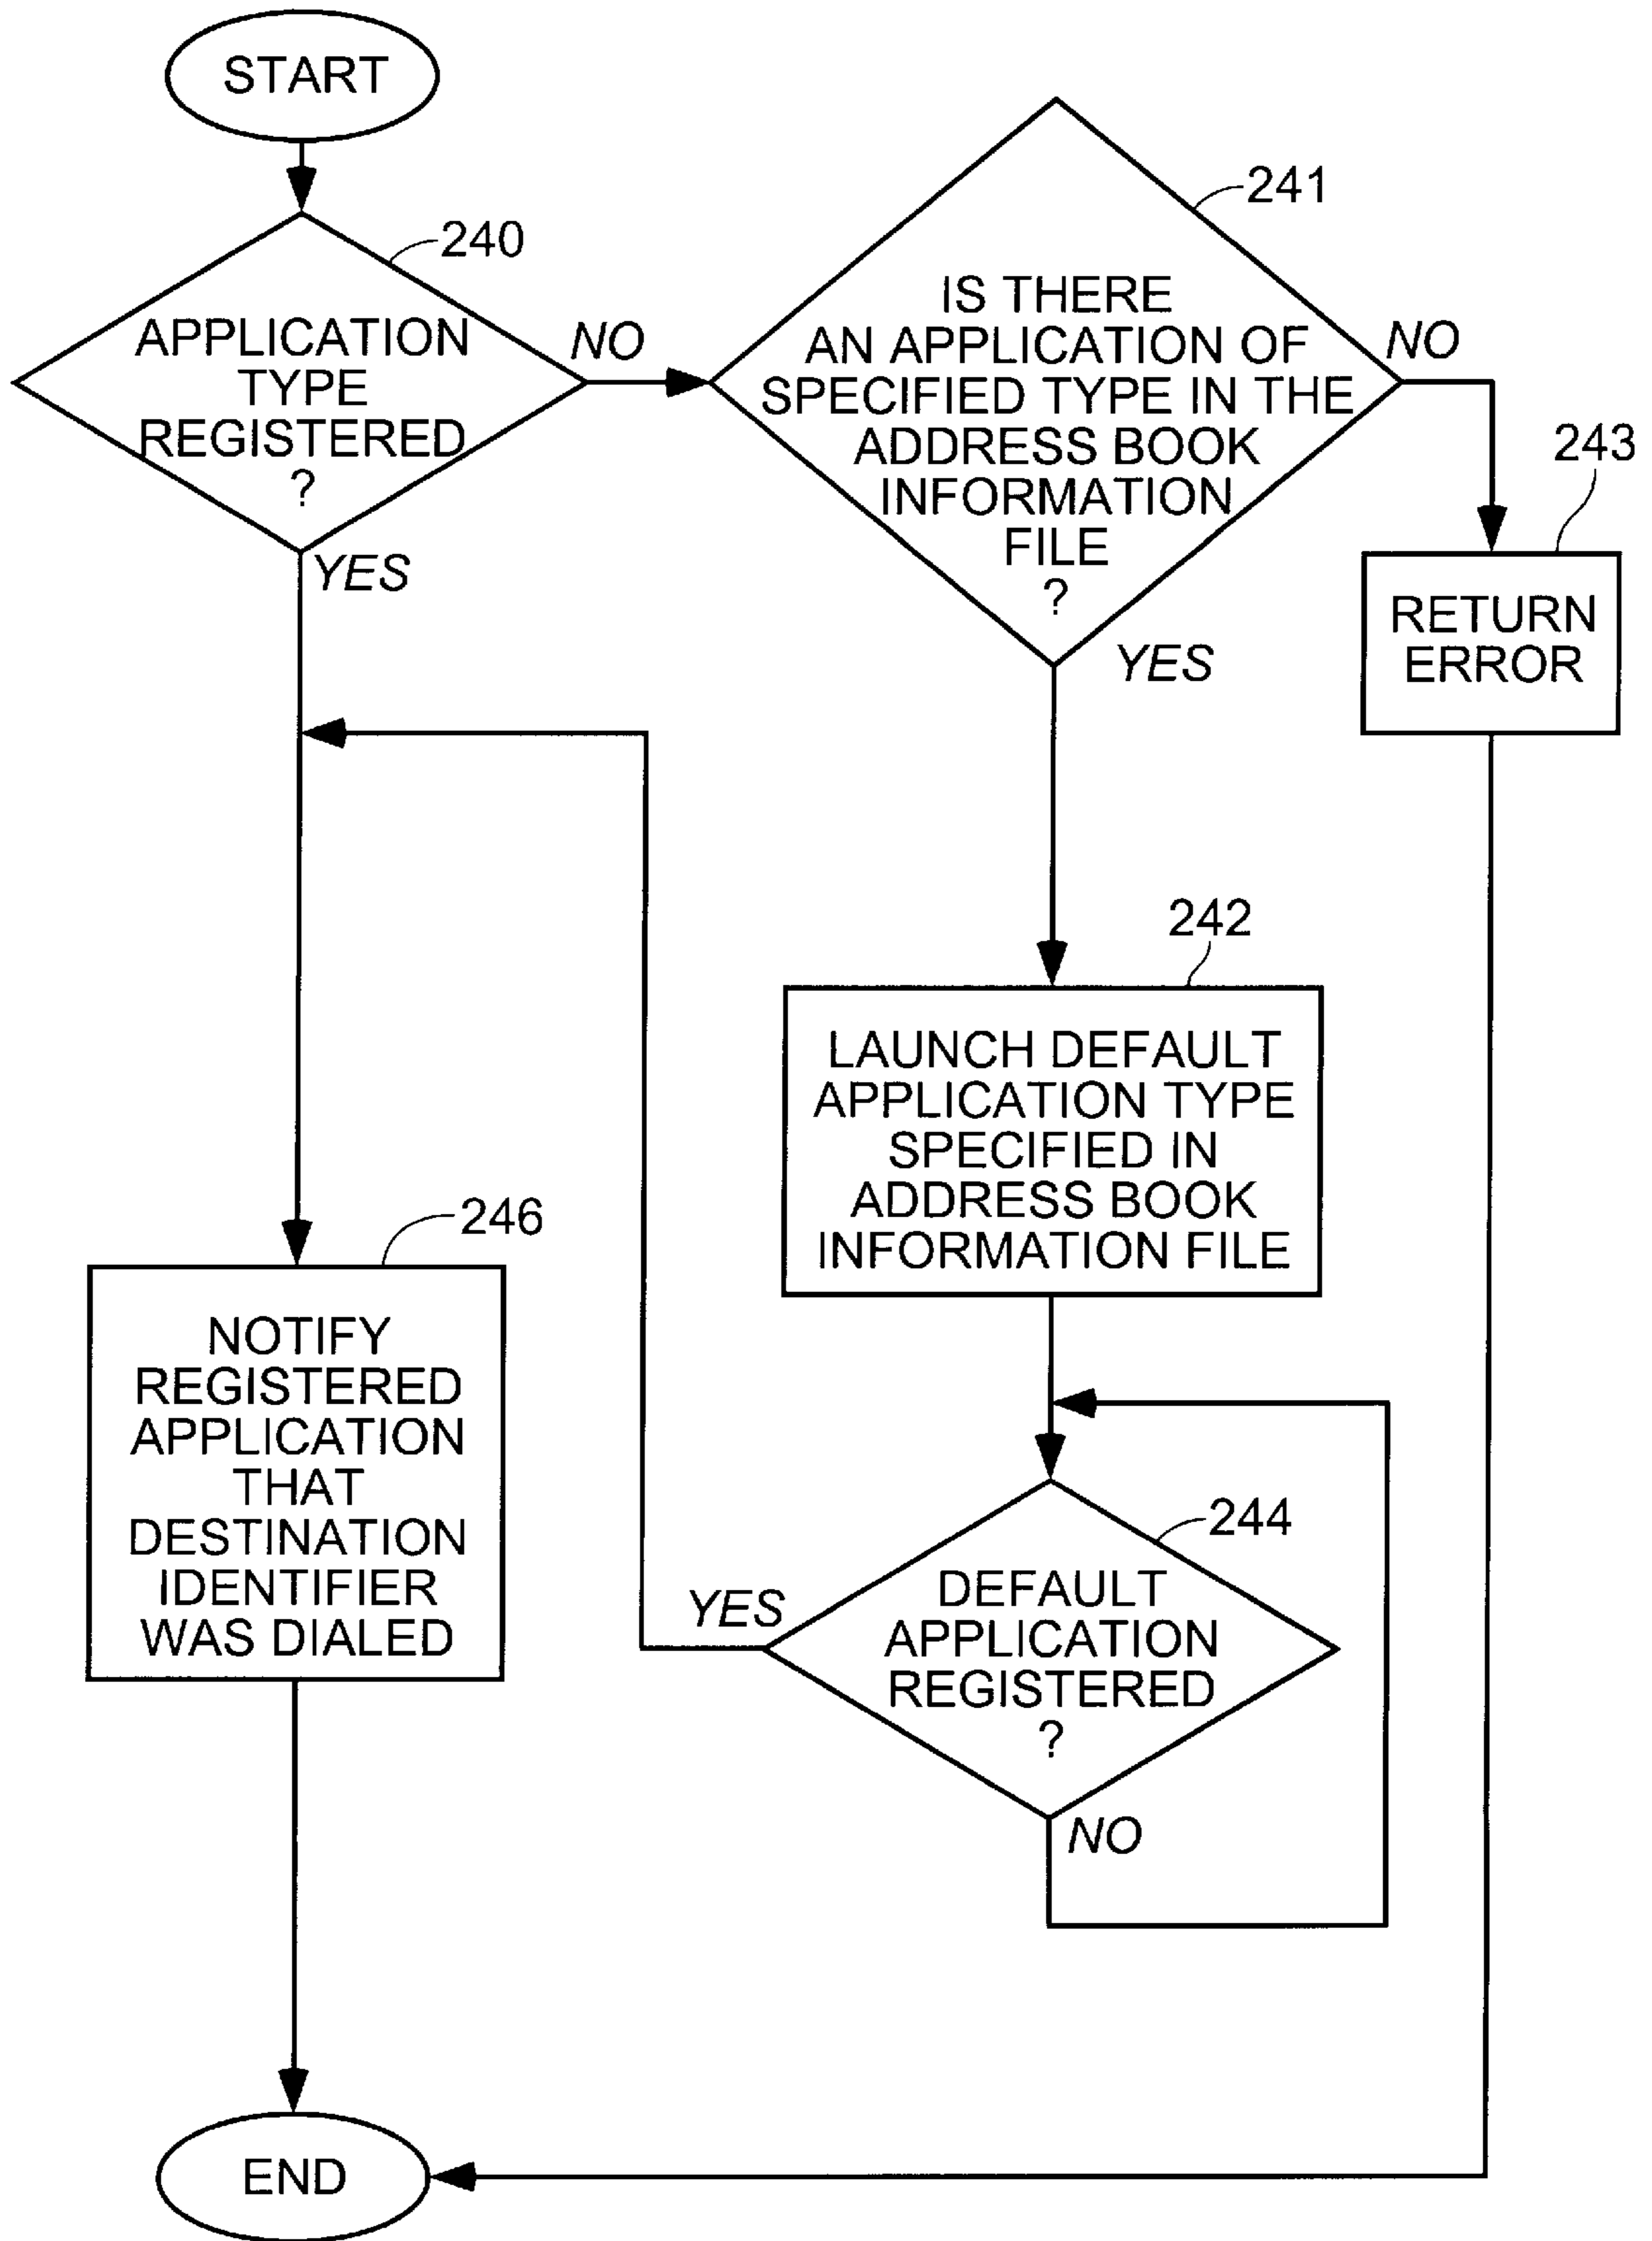 START
240
APPLICATION
TYPE
REGISTERED
?
NO
YES
241
IS THERE
AN APPLICATION OF
SPECIFIED TYPE IN THE
ADDRESS BOOK
INFORMATION
FILE
?
NO
YES
243
RETURN
ERROR
242
LAUNCH DEFAULT
APPLICATION TYPE
SPECIFIED IN
ADDRESS BOOK
INFORMATION FILE
244
DEFAULT
APPLICATION
REGISTERED
?
YES
NO
246
NOTIFY
REGISTERED
APPLICATION
THAT
DESTINATION
IDENTIFIER
WAS DIALED
END